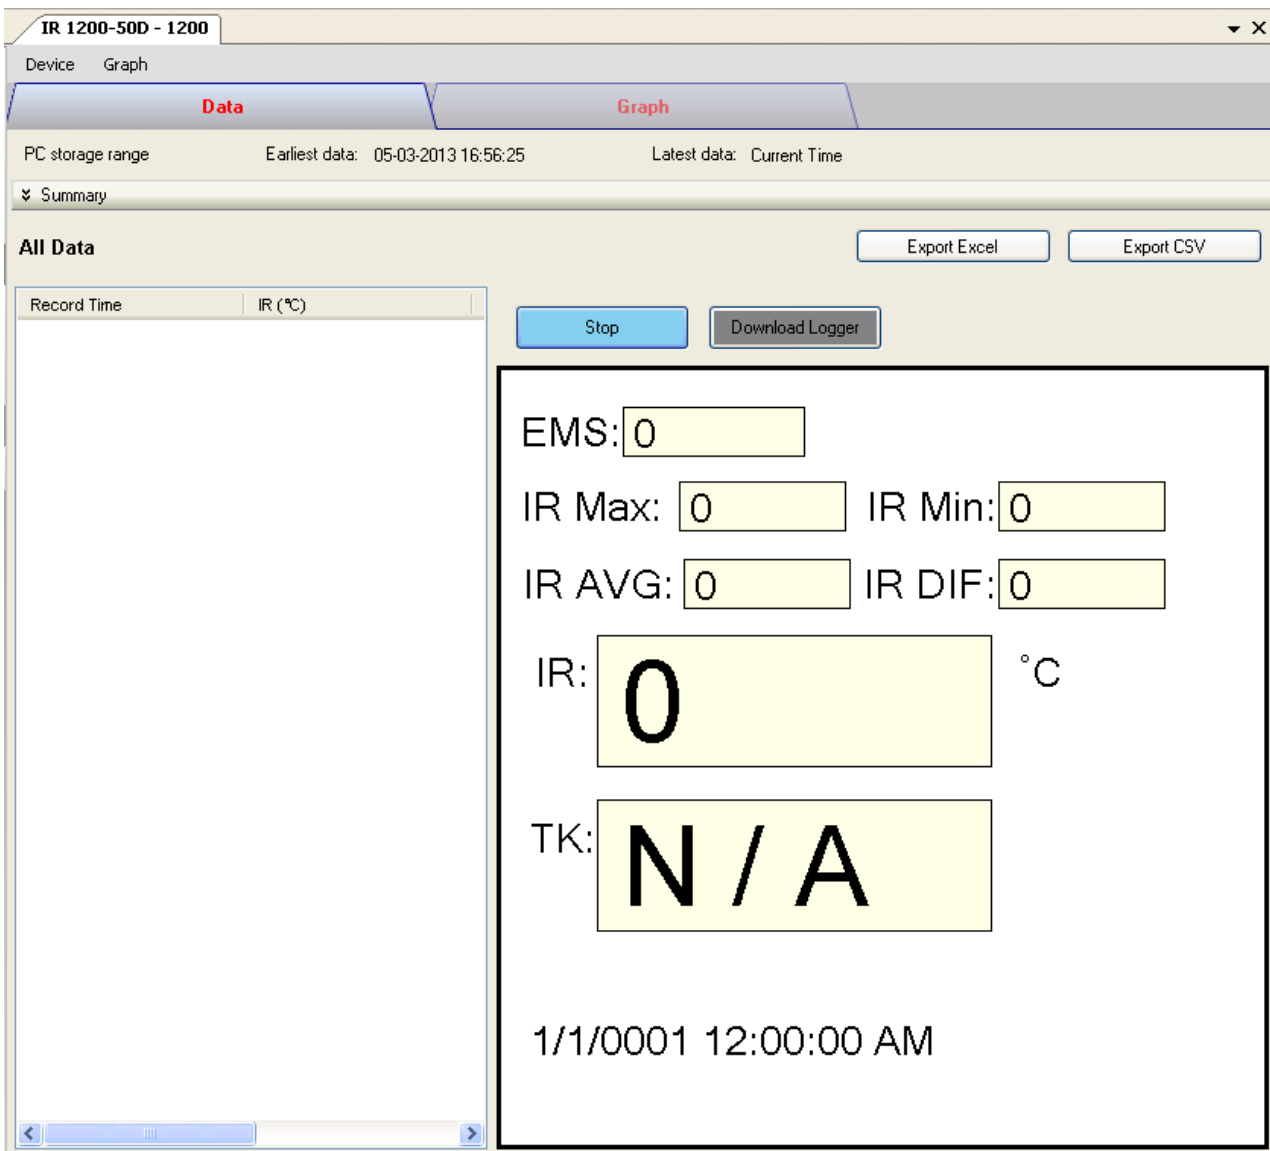 IR 1200-50D - 1200
Device Graph
Data Graph
PC storage range Earliest data: 05-03-2013 16:56:25 Latest data: Current Time
Summary
All Data Export Excel Export CSV
Record Time IR (℃)
Stop Download Logger
EMS: 0
IR Max: 0 IR Min: 0
IR AVG: 0 IR DIF: 0
IR: 0 °C
TK: N / A
1/1/0001 12:00:00 AM